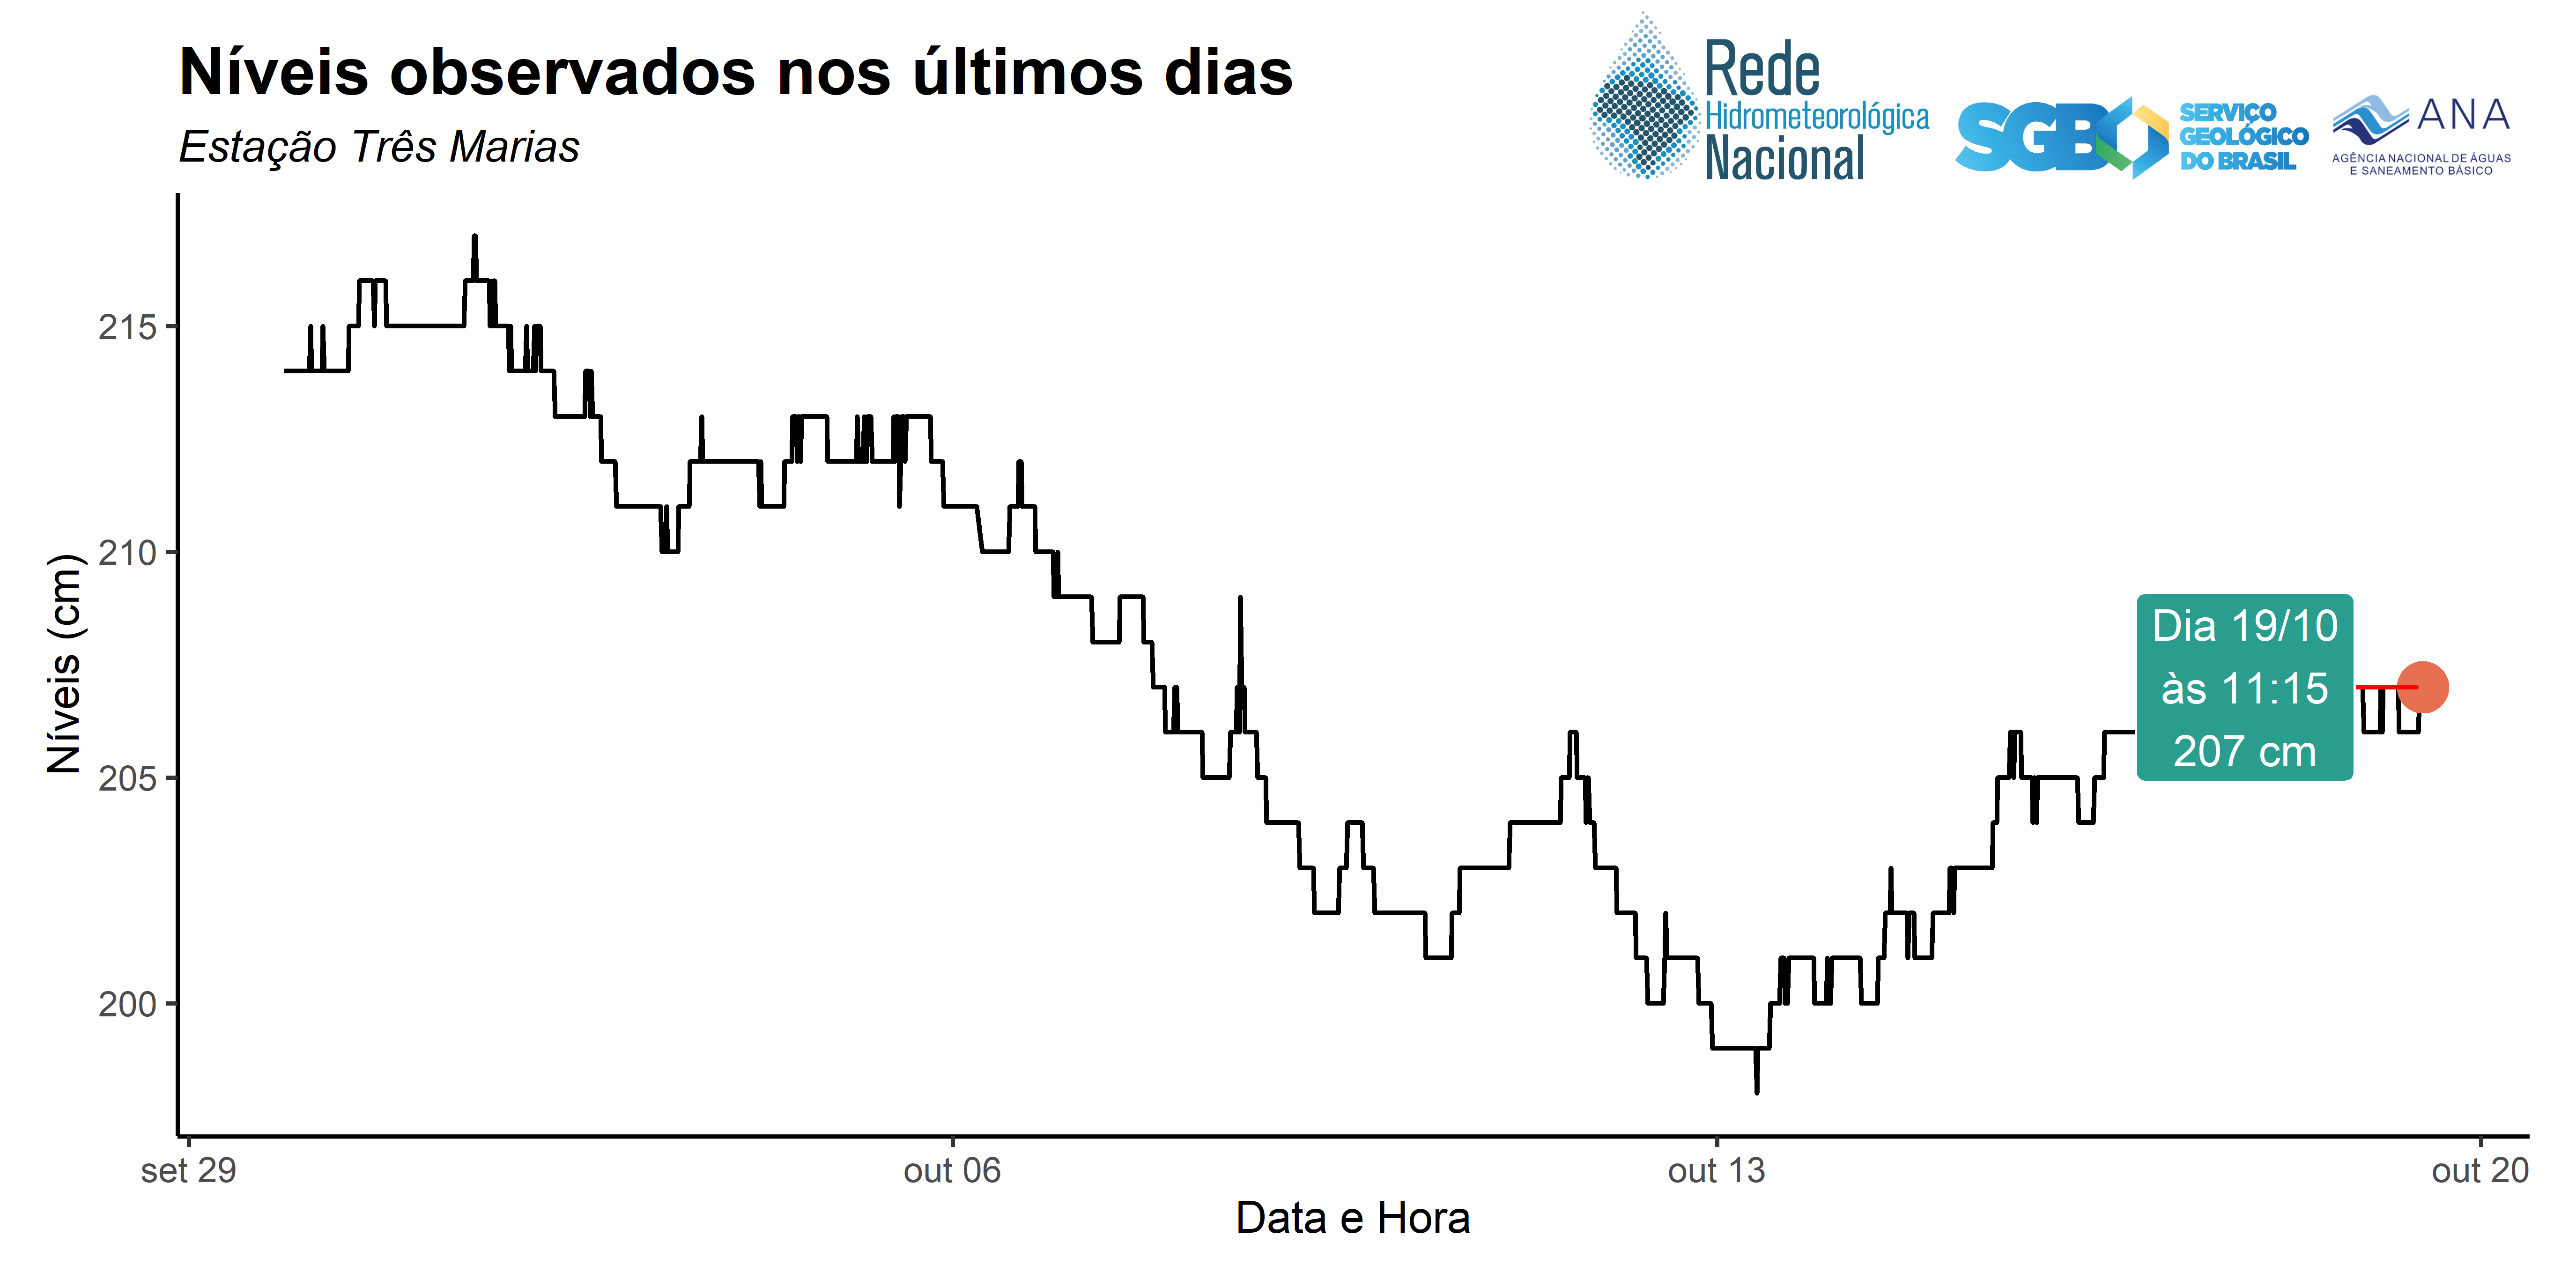 Níveis observados nos últimos dias
Estação Três Marias
Rede
Hidrometeorológica
Nacional
SGB
SERVIÇO
GEOLÓGICO
DO BRASIL
ANA
AGÊNCIA NACIONAL DE ÁGUAS
E SANEAMENTO BÁSICO
Níveis (cm)
215
210
205
200
Dia 19/10
às 11:15
207 cm
set 29
out 06
out 13
out 20
Data e Hora